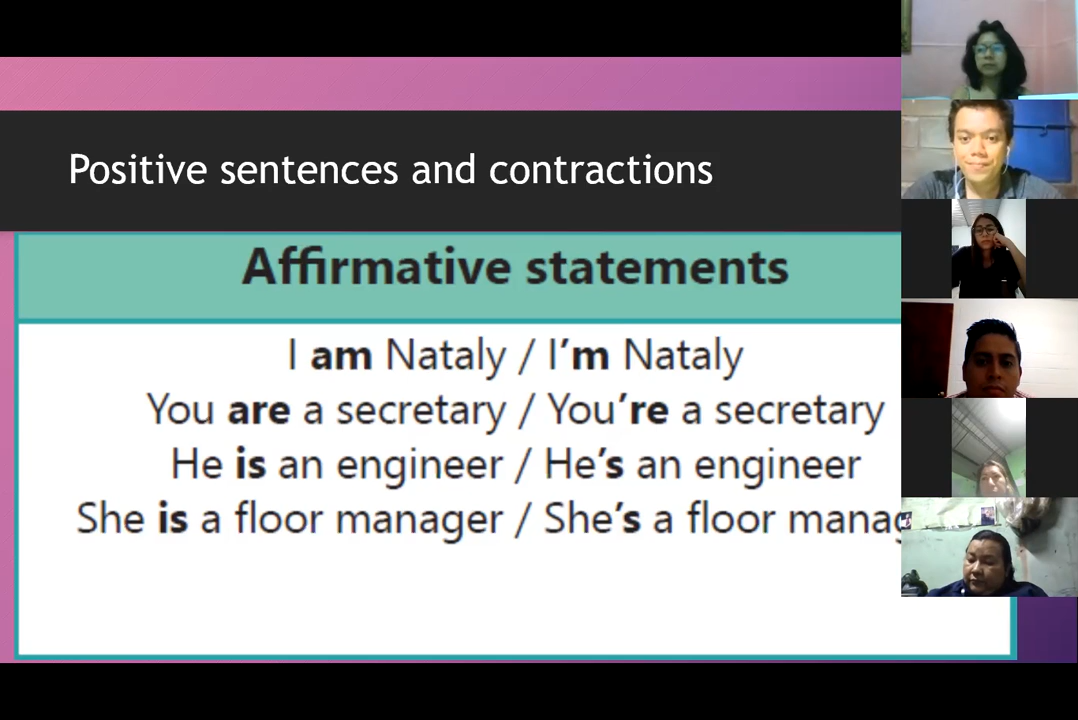 Positive sentences and contractions
Affirmative statements
I am Nataly / I'm Nataly
You are a secretary / You're a secretary
He is an engineer / He's an engineer
She is a floor manager / She's a floor